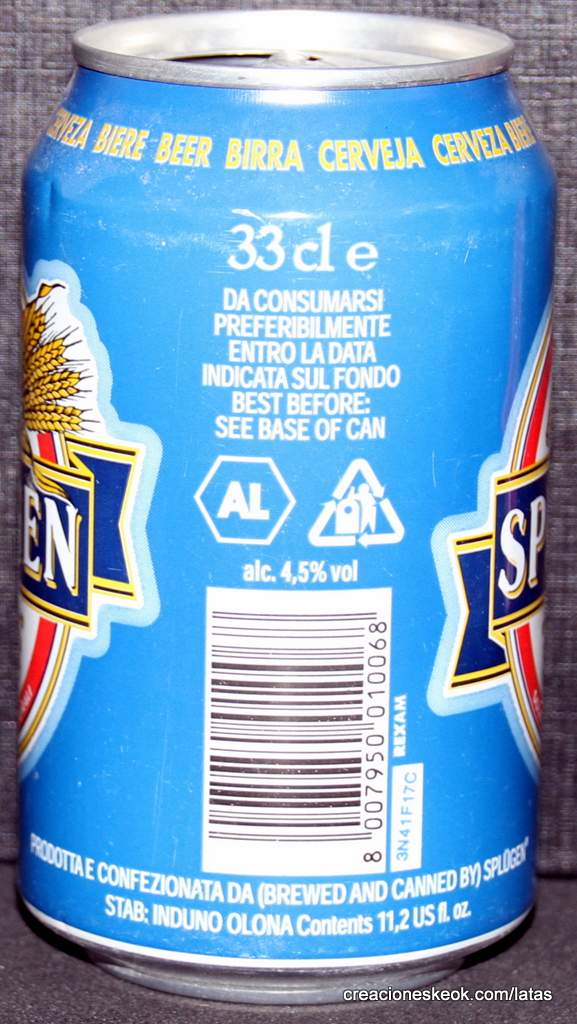 BIERE BEER BIRRA CERVEJA CERVEZA
33 cl e
DA CONSUMARSI
PREFERIBILMENTE
ENTRO LA DATA
INDICATA SUL FONDO
BEST BEFORE:
SEE BASE OF CAN
AL
alc. 4,5% vol
8 007950 010068
REXAM
3N41F17C
EN
SP
PRODOTTA E CONFEZIONATA DA (BREWED AND CANNED BY) SPLÜGEN
STAB: INDUNO OLONA Contents 11,2 US fl. oz.
creacioneskeok.com/latas